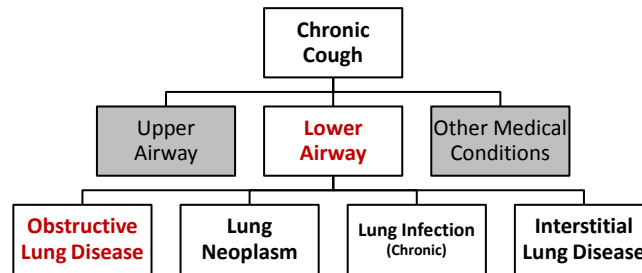 Chronic
Cough
Upper
Airway
Lower
Airway
Other Medical
Conditions
Obstructive
Lung Disease
Lung
Neoplasm
Lung Infection
(Chronic)
Interstitial
Lung Disease